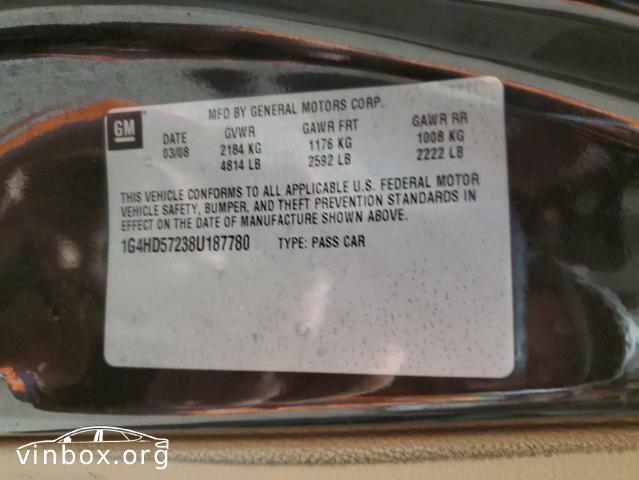 MFD BY GENERAL MOTORS CORP.
GM
DATE GVWR GAWR FRT GAWR RR
03/08 2184 KG 1176 KG 1008 KG
4814 LB 2592 LB 2222 LB
THIS VEHICLE CONFORMS TO ALL APPLICABLE U.S. FEDERAL MOTOR
VEHICLE SAFETY, BUMPER, AND THEFT PREVENTION STANDARDS IN
EFFECT ON THE DATE OF MANUFACTURE SHOWN ABOVE.
1G4HD57238U187780 TYPE: PASS CAR
vinbox.org